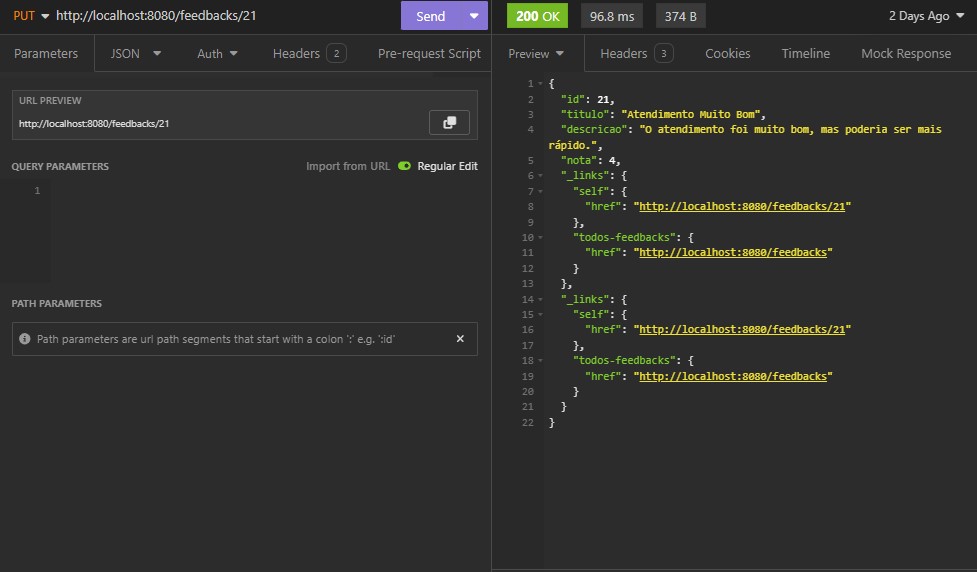 PUT http://localhost:8080/feedbacks/21 Send
Parameters JSON Auth Headers 2 Pre-request Script
URL PREVIEW
http://localhost:8080/feedbacks/21
QUERY PARAMETERS Import from URL Regular Edit
1
PATH PARAMETERS
Path parameters are url path segments that start with a colon ':' e.g. ':id'
200 OK 96.8 ms 374 B 2 Days Ago
Preview Headers 3 Cookies Timeline Mock Response
1 {
2 "id": 21,
3 "titulo": "Atendimento Muito Bom",
4 "descricao": "O atendimento foi muito bom, mas poderia ser mais
rápido.",
5 "nota": 4,
6 "_links": {
7 "self": {
8 "href": "http://localhost:8080/feedbacks/21"
9 },
10 "todos-feedbacks": {
11 "href": "http://localhost:8080/feedbacks"
12 }
13 },
14 "_links": {
15 "self": {
16 "href": "http://localhost:8080/feedbacks/21"
17 },
18 "todos-feedbacks": {
19 "href": "http://localhost:8080/feedbacks"
20 }
21 }
22 }